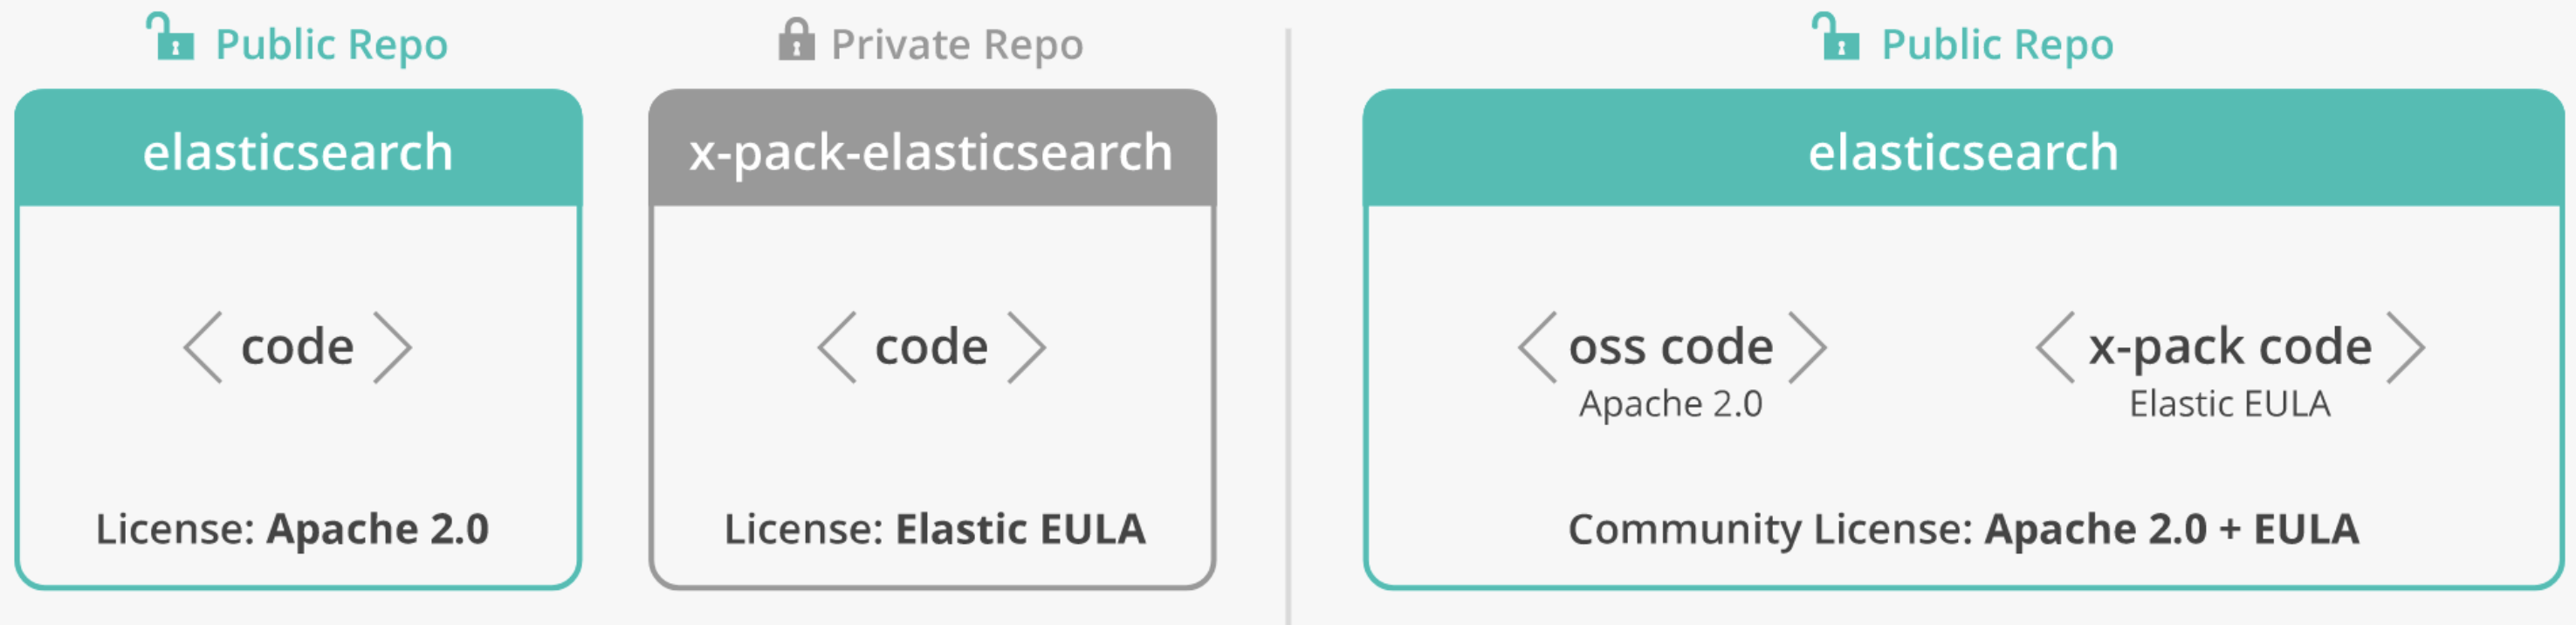 Public Repo
elasticsearch
code
License: Apache 2.0
Private Repo
x-pack-elasticsearch
code
License: Elastic EULA
Public Repo
elasticsearch
oss code
Apache 2.0
x-pack code
Elastic EULA
Community License: Apache 2.0 + EULA